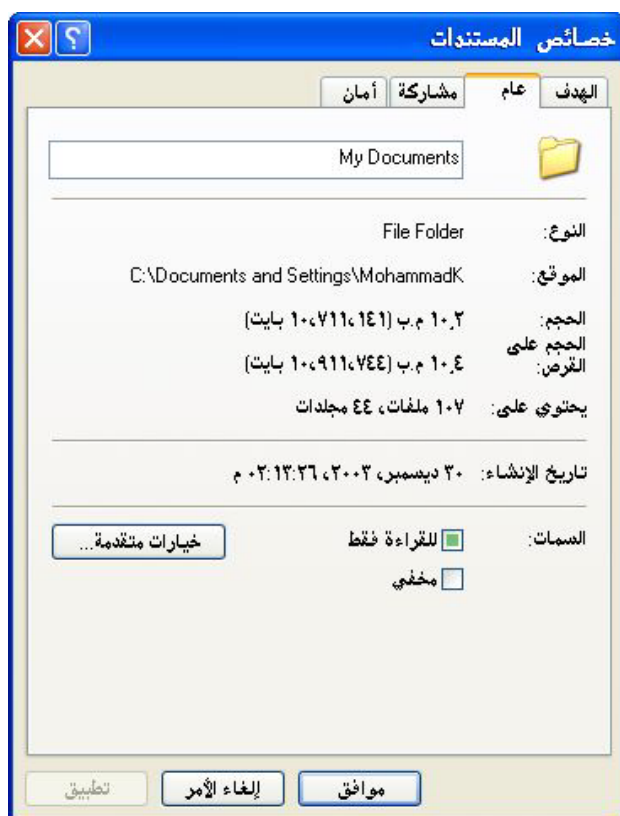 خصائص المستندات
الهدف عام مشاركة أمان
My Documents
النوع: File Folder
الموقع: C:\Documents and Settings\MohammadK
الحجم: ١٠٫٢ م.ب (١٠،٧١١،١٤١ بايت)
الحجم على القرص: ١٠٫٤ م.ب (١٠،٩١١،٧٤٤ بايت)
يحتوي على: ١٠٧ ملفات، ٤٤ مجلدات
تاريخ الإنشاء: ٣٠ ديسمبر، ٢٠٠٣، ٠٢:١٣:٢٦ م
السمات: للقراءة فقط خيارات متقدمة...
مخفي
موافق إلغاء الأمر تطبيق